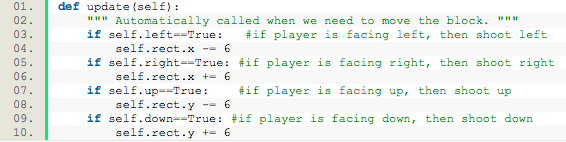 01. def update(self):
02. """ Automatically called when we need to move the block. """
03. if self.left==True: #if player is facing left, then shoot left
04. self.rect.x -= 6
05. if self.right==True: #if player is facing right, then shoot right
06. self.rect.x += 6
07. if self.up==True: #if player is facing up, then shoot up
08. self.rect.y -= 6
09. if self.down==True: #if player is facing down, then shoot down
10. self.rect.y += 6